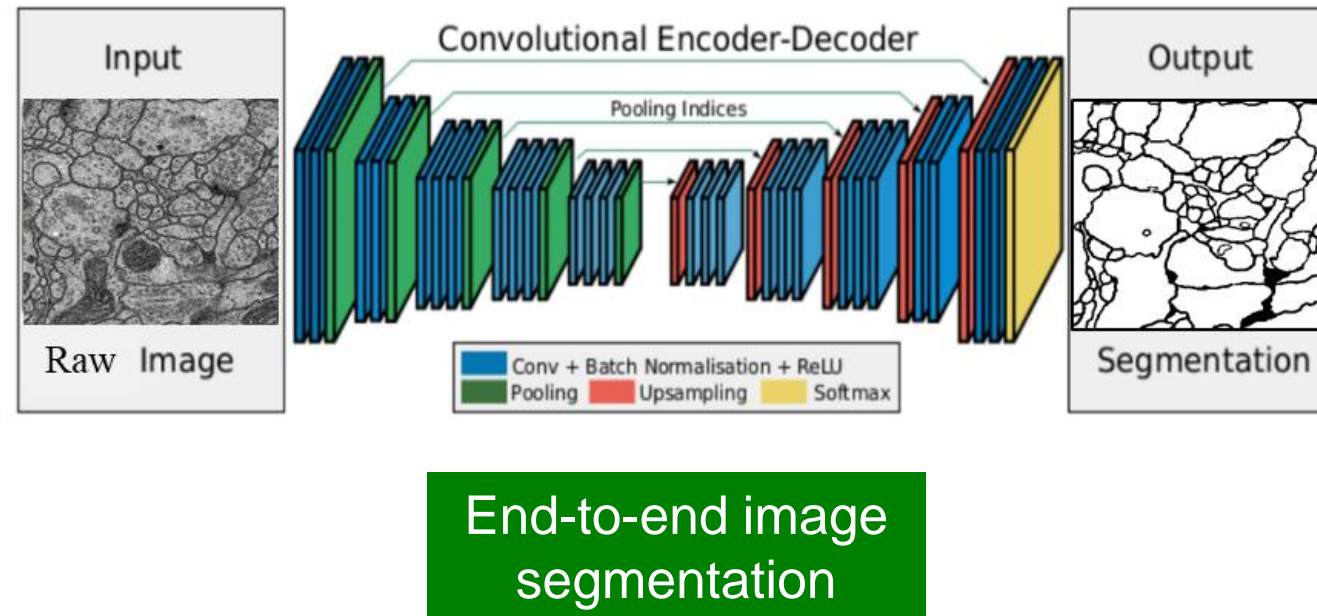 Input
Raw Image
Convolutional Encoder-Decoder
Pooling Indices
Conv + Batch Normalisation + ReLU
Pooling Upsampling Softmax
Output
Segmentation
End-to-end image
segmentation